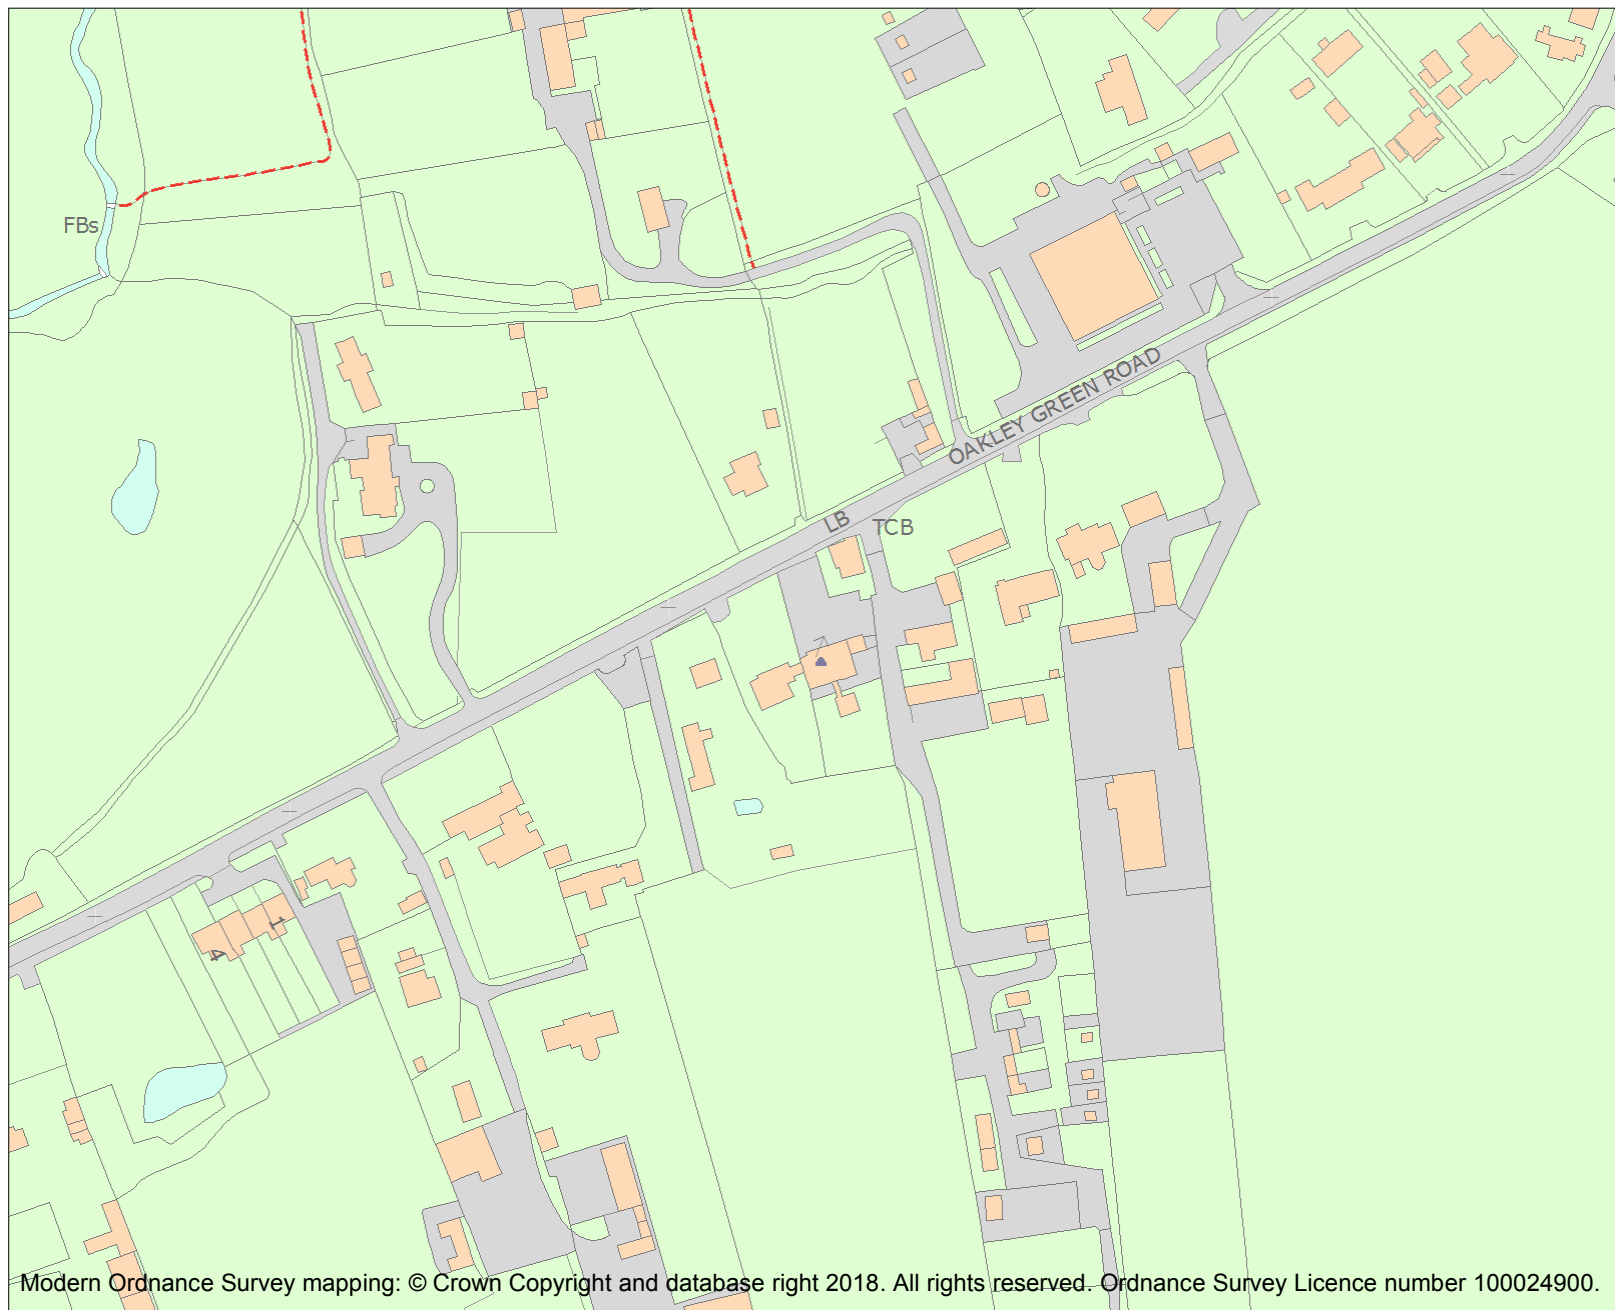 FBs
OAKLEY GREEN ROAD
LB
TCB
1
4
Modern Ordnance Survey mapping: © Crown Copyright and database right 2018. All rights reserved. Ordnance Survey Licence number 100024900.